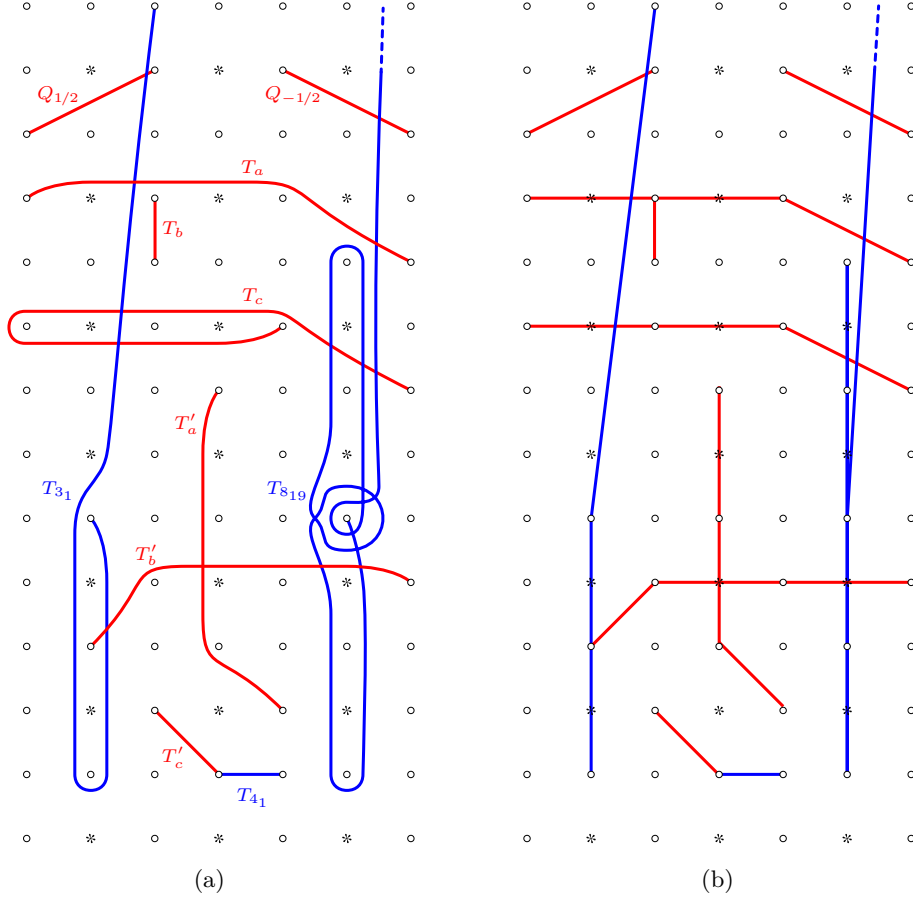 Q_{1/2}
Q_{-1/2}
T_a
T_b
T_c
T'_a
T_{3_1}
T_{8_{19}}
T'_b
T'_c
T_{4_1}
(a)
(b)